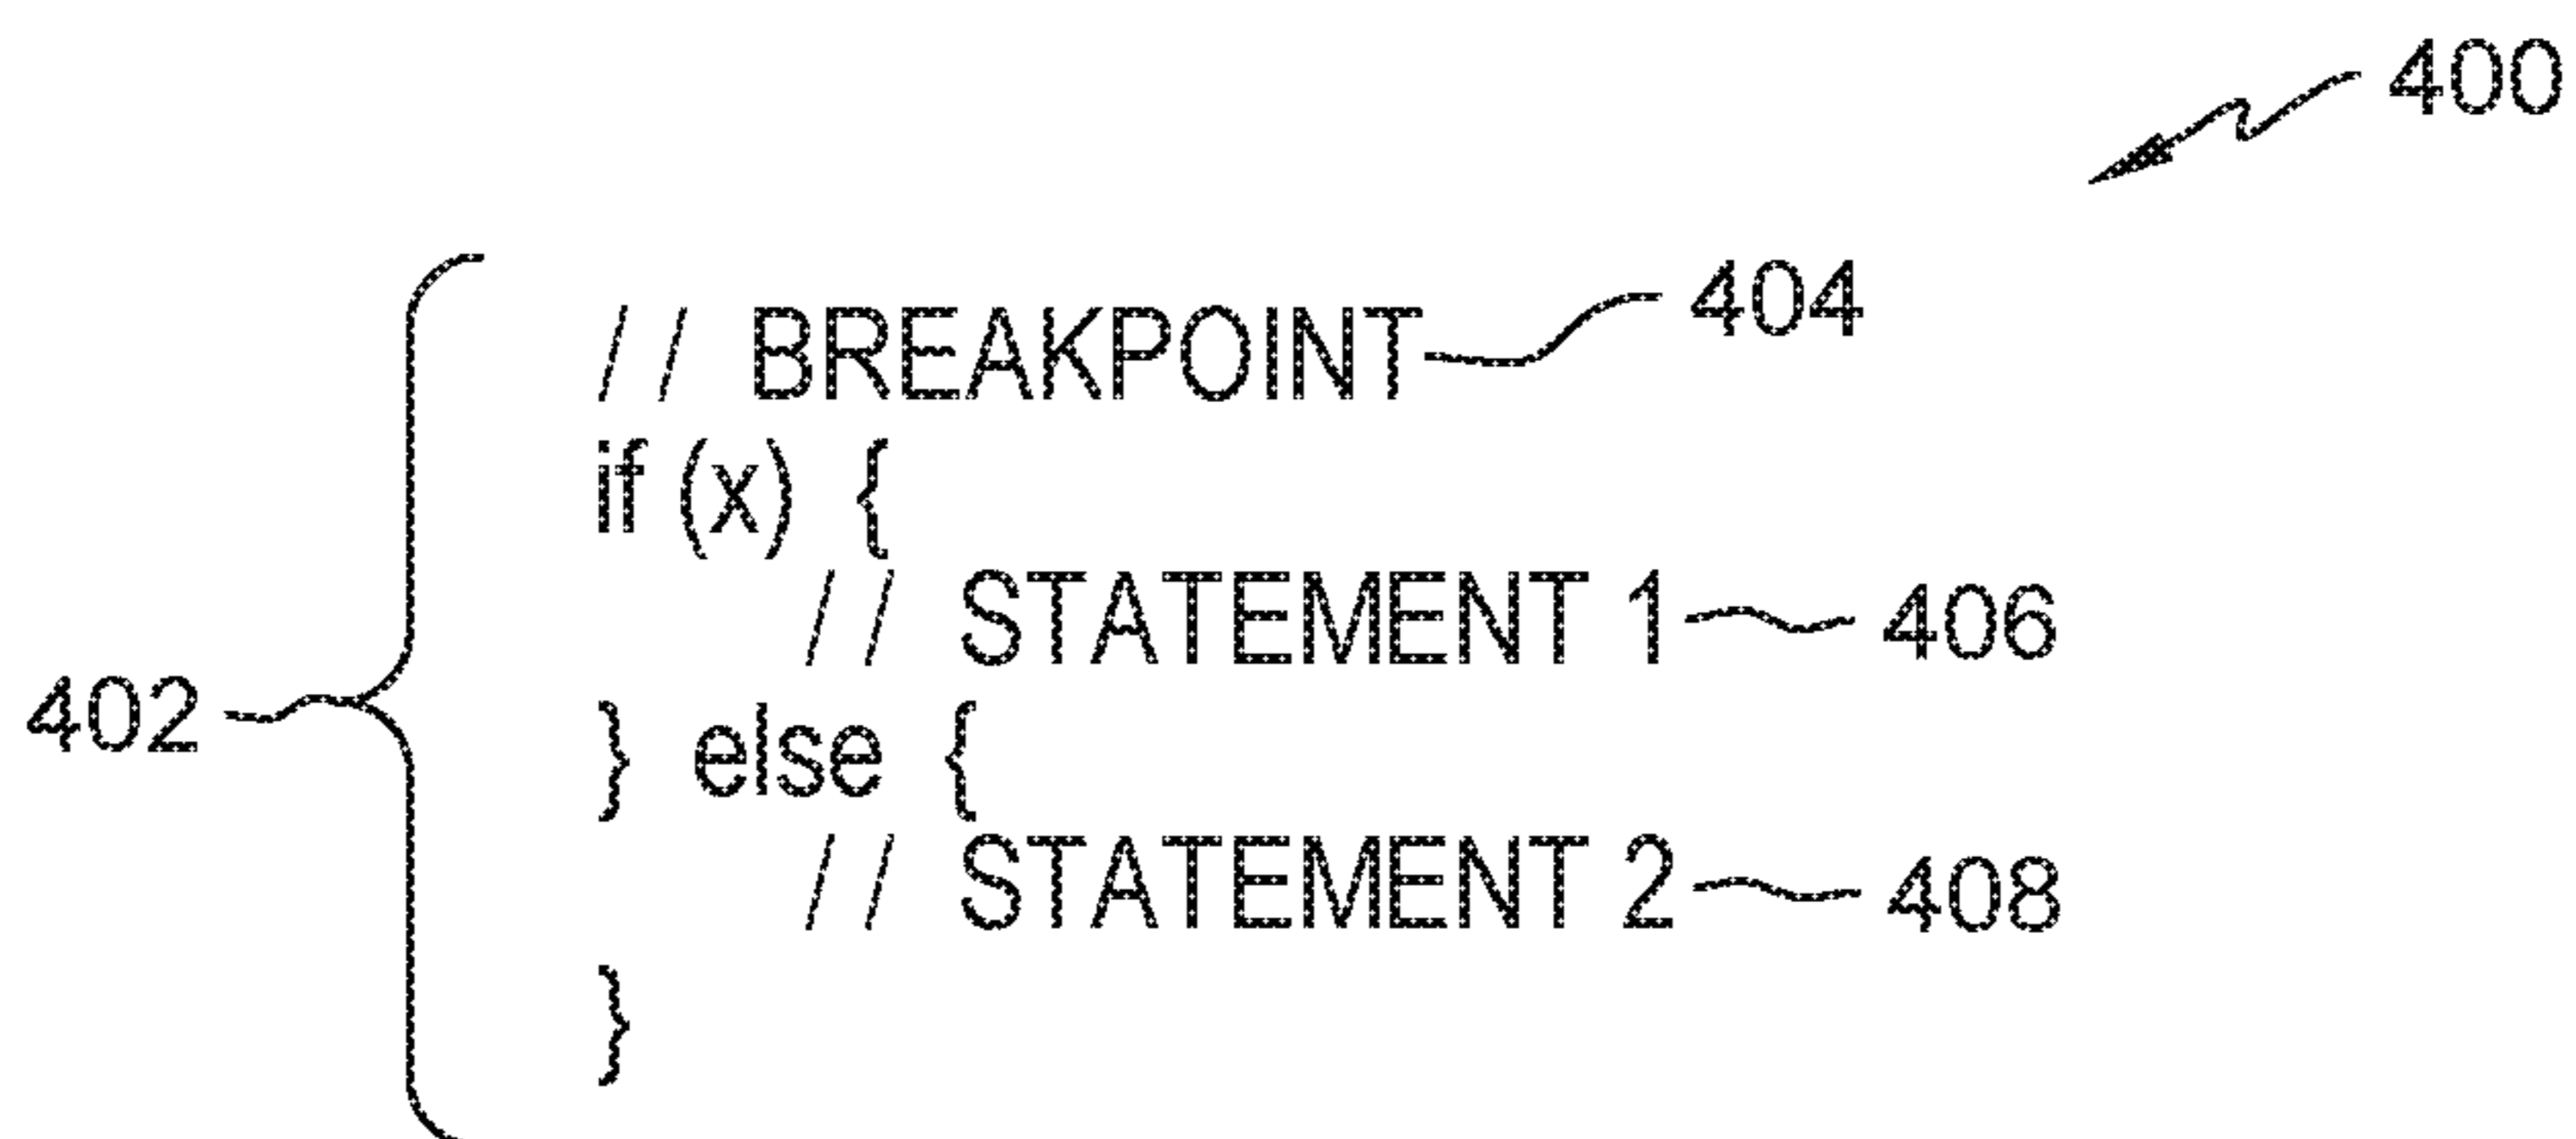 400
// BREAKPOINT 404
if (x) {
// STATEMENT 1 406
402 } else {
// STATEMENT 2 408
}